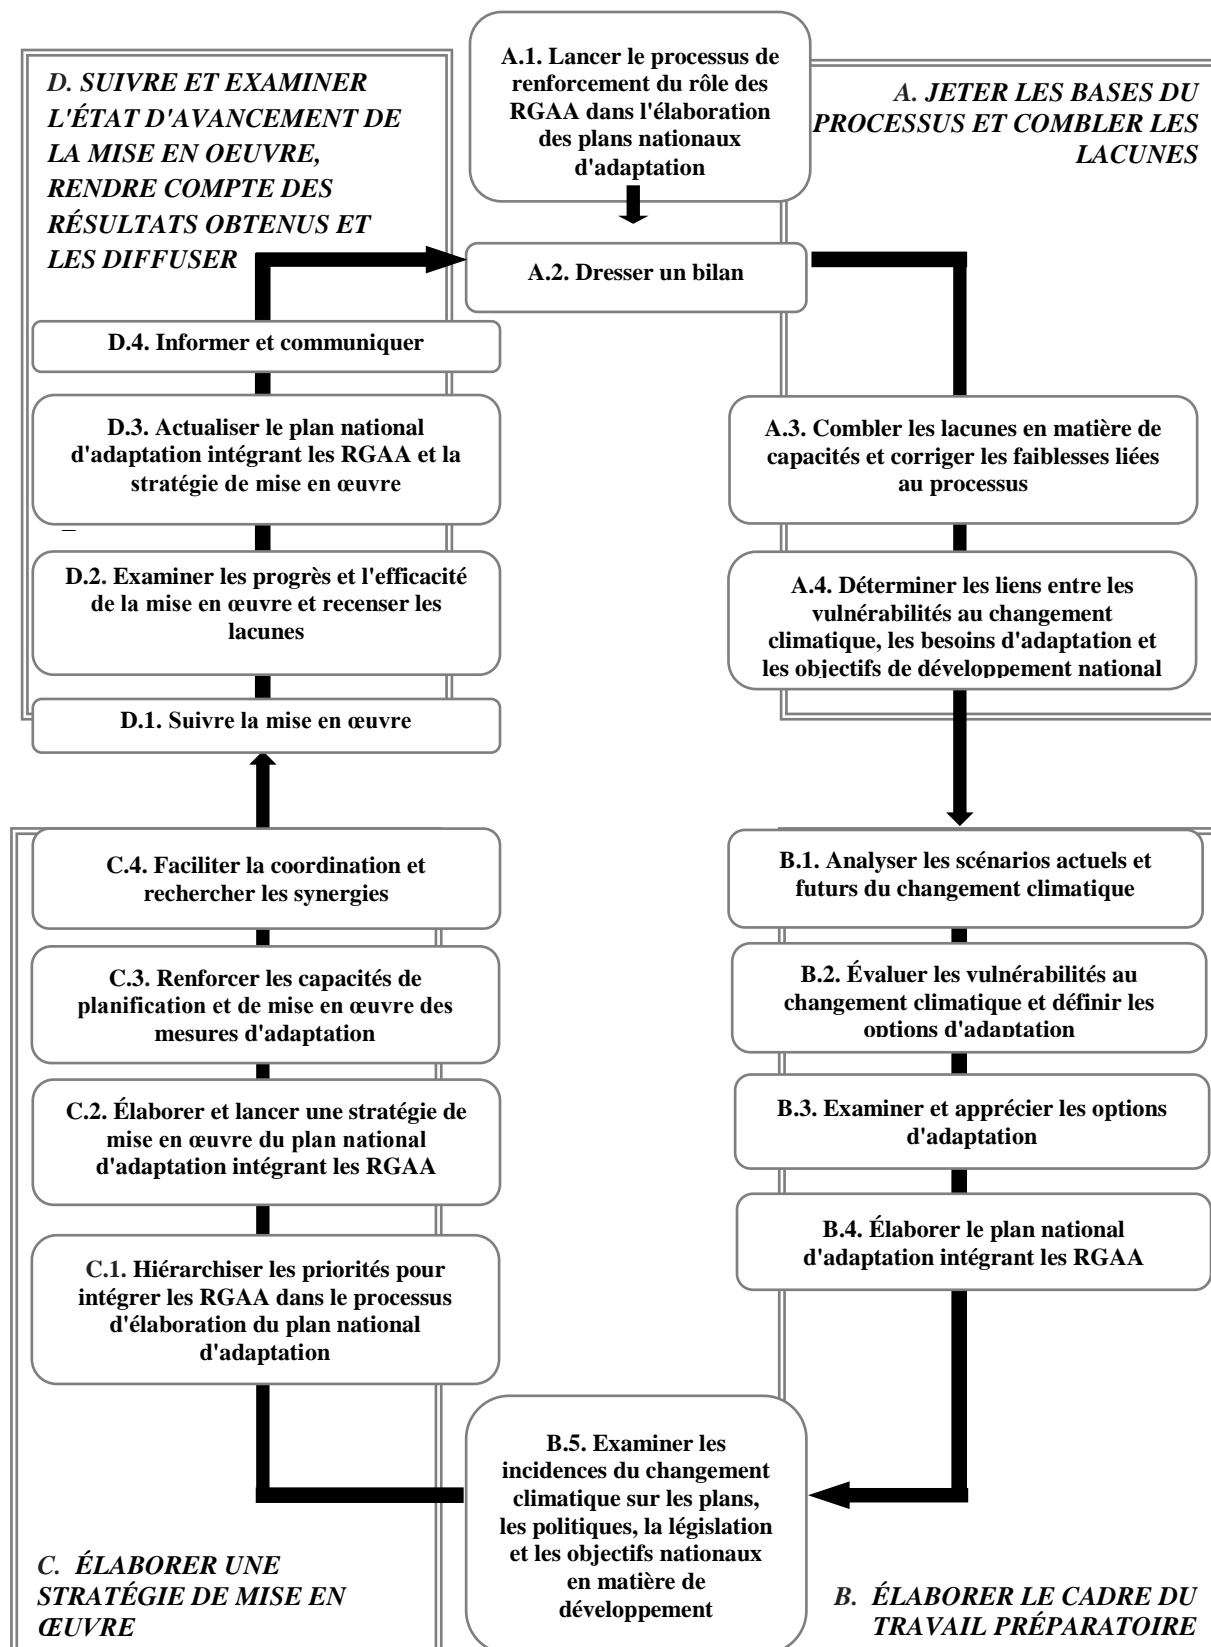 A.1. Lancer le processus de
renforcement du rôle des
RGAA dans l'élaboration
des plans nationaux
d'adaptation
A. JETER LES BASES DU
PROCESSUS ET COMBLER LES
LACUNES
A.2. Dresser un bilan
A.3. Combler les lacunes en matière de
capacités et corriger les faiblesses liées
au processus
A.4. Déterminer les liens entre les
vulnérabilités au changement
climatique, les besoins d'adaptation et
les objectifs de développement national
B.1. Analyser les scénarios actuels et
futurs du changement climatique
B.2. Évaluer les vulnérabilités au
changement climatique et définir les
options d'adaptation
B.3. Examiner et apprécier les options
d'adaptation
B.4. Élaborer le plan national
d'adaptation intégrant les RGAA
B.5. Examiner les
incidences du changement
climatique sur les plans,
les politiques, la législation
et les objectifs nationaux
en matière de
développement
B. ÉLABORER LE CADRE DU
TRAVAIL PRÉPARATOIRE
C. ÉLABORER UNE
STRATÉGIE DE MISE EN
ŒUVRE
C.1. Hiérarchiser les priorités pour
intégrer les RGAA dans le processus
d'élaboration du plan national
d'adaptation
C.2. Élaborer et lancer une stratégie de
mise en œuvre du plan national
d'adaptation intégrant les RGAA
C.3. Renforcer les capacités de
planification et de mise en œuvre des
mesures d'adaptation
C.4. Faciliter la coordination et
rechercher les synergies
D.1. Suivre la mise en œuvre
D.2. Examiner les progrès et l'efficacité
de la mise en œuvre et recenser les
lacunes
D.3. Actualiser le plan national
d'adaptation intégrant les RGAA et la
stratégie de mise en œuvre
D.4. Informer et communiquer
D. SUIVRE ET EXAMINER
L'ÉTAT D'AVANCEMENT DE
LA MISE EN OEUVRE,
RENDRE COMPTE DES
RÉSULTATS OBTENUS ET
LES DIFFUSER